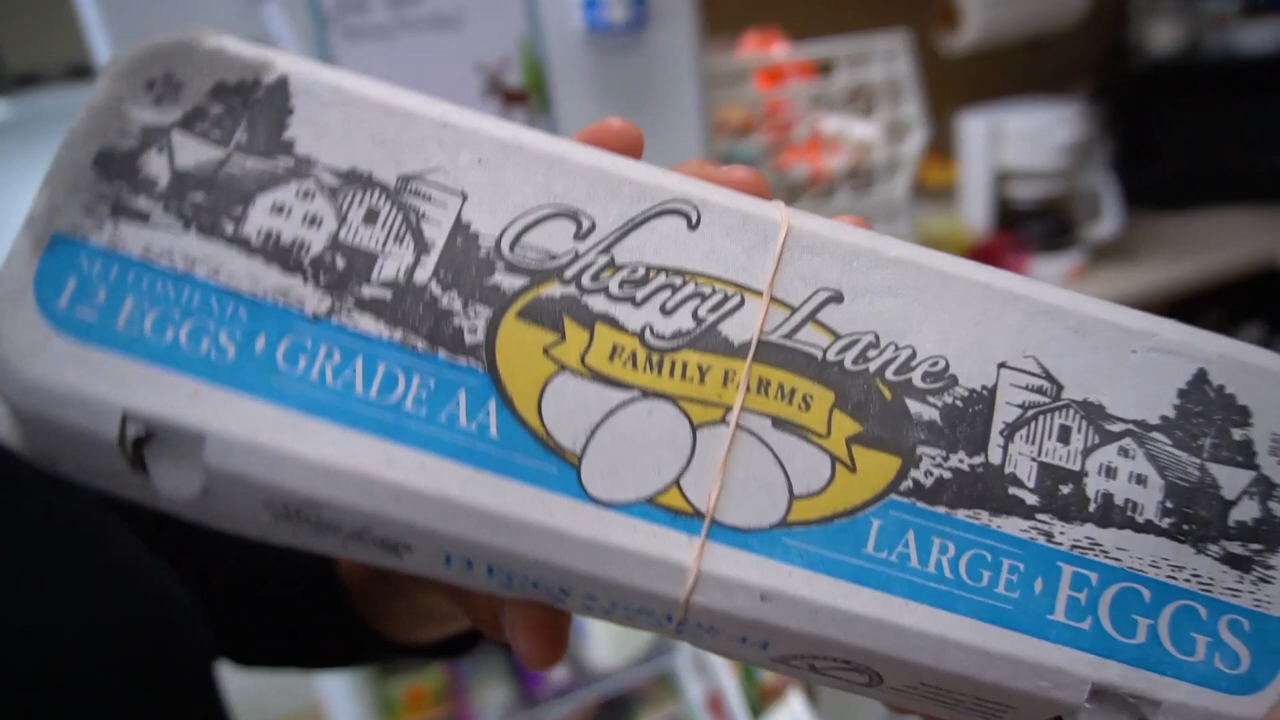 Cherry Lane
FAMILY FARMS
NET CONTENTS
12 EGGS ♦ GRADE AA
LARGE ♦ EGGS